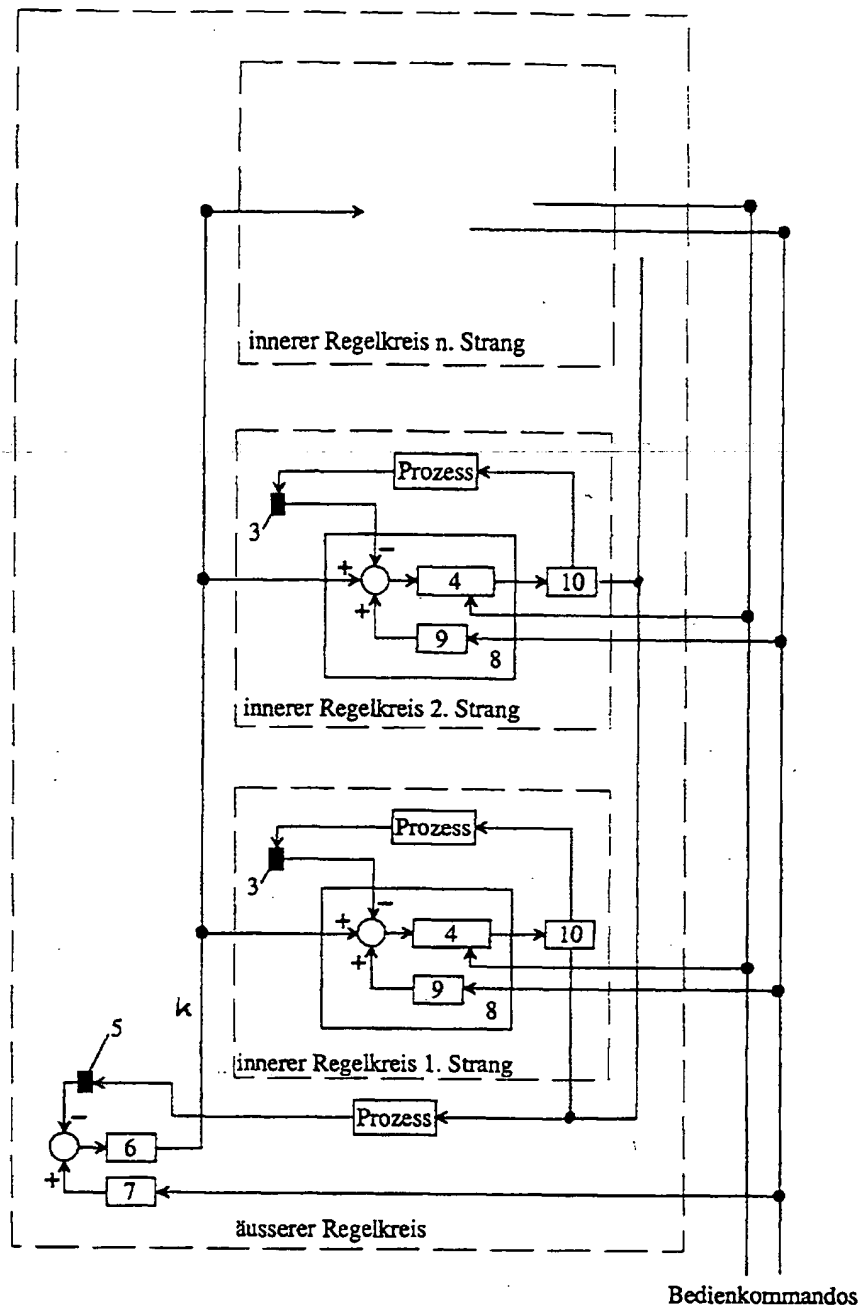 innerer Regelkreis n. Strang
Prozess
3
+
−
4
10
+
9
8
innerer Regelkreis 2. Strang
Prozess
3
+
−
4
10
+
9
8
k
5
innerer Regelkreis 1. Strang
Prozess
−
6
+
7
äusserer Regelkreis
Bedienkommandos